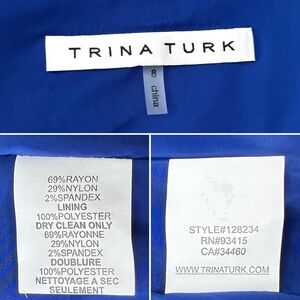 TRINA TURK
8
china
69%RAYON
29%NYLON
2%SPANDEX
LINING
100%POLYESTER
DRY CLEAN ONLY
69%RAYONNE
29%NYLON
2%SPANDEX
DOUBLURE
100%POLYESTER
NETTOYAGE A SEC
SEULEMENT
STYLE#128234
RN#93415
CA#34460
WWW.TRINATURK.COM